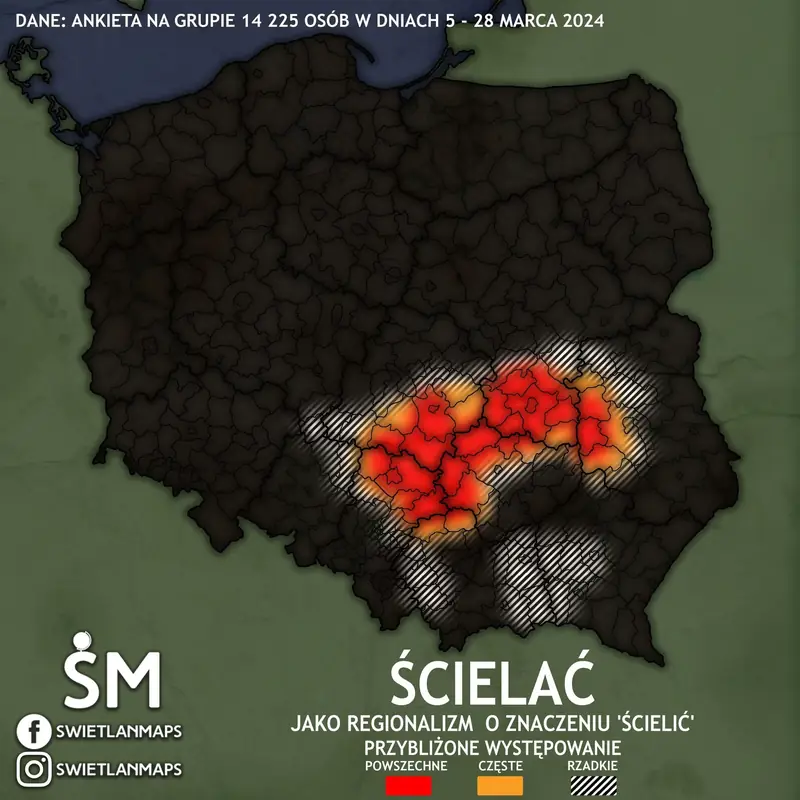 DANE: ANKIETA NA GRUPIE 14 225 OSÓB W DNIACH 5 - 28 MARCA 2024
ŚM
SWIETLANMAPS
SWIETLANMAPS
ŚCIELAĆ
JAKO REGIONALIZM O ZNACZENIU 'ŚCIELIĆ'
PRZYBLIŻONE WYSTĘPOWANIE
POWSZECHNE CZĘSTE RZADKIE